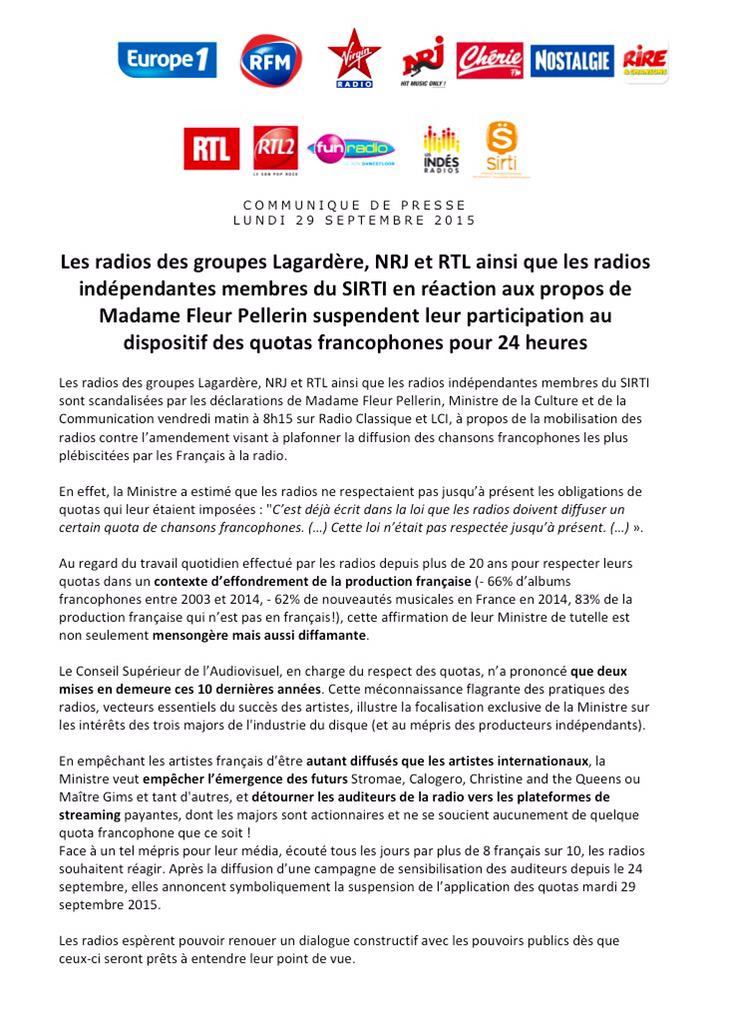 Europe 1
RFM
Virgin
RADIO
NRJ
HIT MUSIC ONLY !
Chérie
FM
NOSTALGIE
RIRE
& CHANSONS
RTL
RTL2
LE SON POP ROCK
fun radio
LES
INDÉS
RADIOS
S
sirti
COMMUNIQUE DE PRESSE
LUNDI 29 SEPTEMBRE 2015
Les radios des groupes Lagardère, NRJ et RTL ainsi que les radios
indépendantes membres du SIRTI en réaction aux propos de
Madame Fleur Pellerin suspendent leur participation au
dispositif des quotas francophones pour 24 heures
Les radios des groupes Lagardère, NRJ et RTL ainsi que les radios indépendantes membres du SIRTI
sont scandalisées par les déclarations de Madame Fleur Pellerin, Ministre de la Culture et de la
Communication vendredi matin à 8h15 sur Radio Classique et LCI, à propos de la mobilisation des
radios contre l’amendement visant à plafonner la diffusion des chansons francophones les plus
plébiscitées par les Français à la radio.
En effet, la Ministre a estimé que les radios ne respectaient pas jusqu’à présent les obligations de
quotas qui leur étaient imposées : "C’est déjà écrit dans la loi que les radios doivent diffuser un
certain quota de chansons francophones. (…) Cette loi n’était pas respectée jusqu’à présent. (…) ».
Au regard du travail quotidien effectué par les radios depuis plus de 20 ans pour respecter leurs
quotas dans un contexte d’effondrement de la production française (- 66% d’albums
francophones entre 2003 et 2014, - 62% de nouveautés musicales en France en 2014, 83% de la
production française qui n’est pas en français!), cette affirmation de leur Ministre de tutelle est
non seulement mensongère mais aussi diffamante.
Le Conseil Supérieur de l’Audiovisuel, en charge du respect des quotas, n’a prononcé que deux
mises en demeure ces 10 dernières années. Cette méconnaissance flagrante des pratiques des
radios, vecteurs essentiels du succès des artistes, illustre la focalisation exclusive de la Ministre sur
les intérêts des trois majors de l'industrie du disque (et au mépris des producteurs indépendants).
En empêchant les artistes français d’être autant diffusés que les artistes internationaux, la
Ministre veut empêcher l’émergence des futurs Stromae, Calogero, Christine and the Queens ou
Maître Gims et tant d'autres, et détourner les auditeurs de la radio vers les plateformes de
streaming payantes, dont les majors sont actionnaires et ne se soucient aucunement de quelque
quota francophone que ce soit !
Face à un tel mépris pour leur média, écouté tous les jours par plus de 8 français sur 10, les radios
souhaitent réagir. Après la diffusion d’une campagne de sensibilisation des auditeurs depuis le 24
septembre, elles annoncent symboliquement la suspension de l’application des quotas mardi 29
septembre 2015.
Les radios espèrent pouvoir renouer un dialogue constructif avec les pouvoirs publics dès que
ceux-ci seront prêts à entendre leur point de vue.